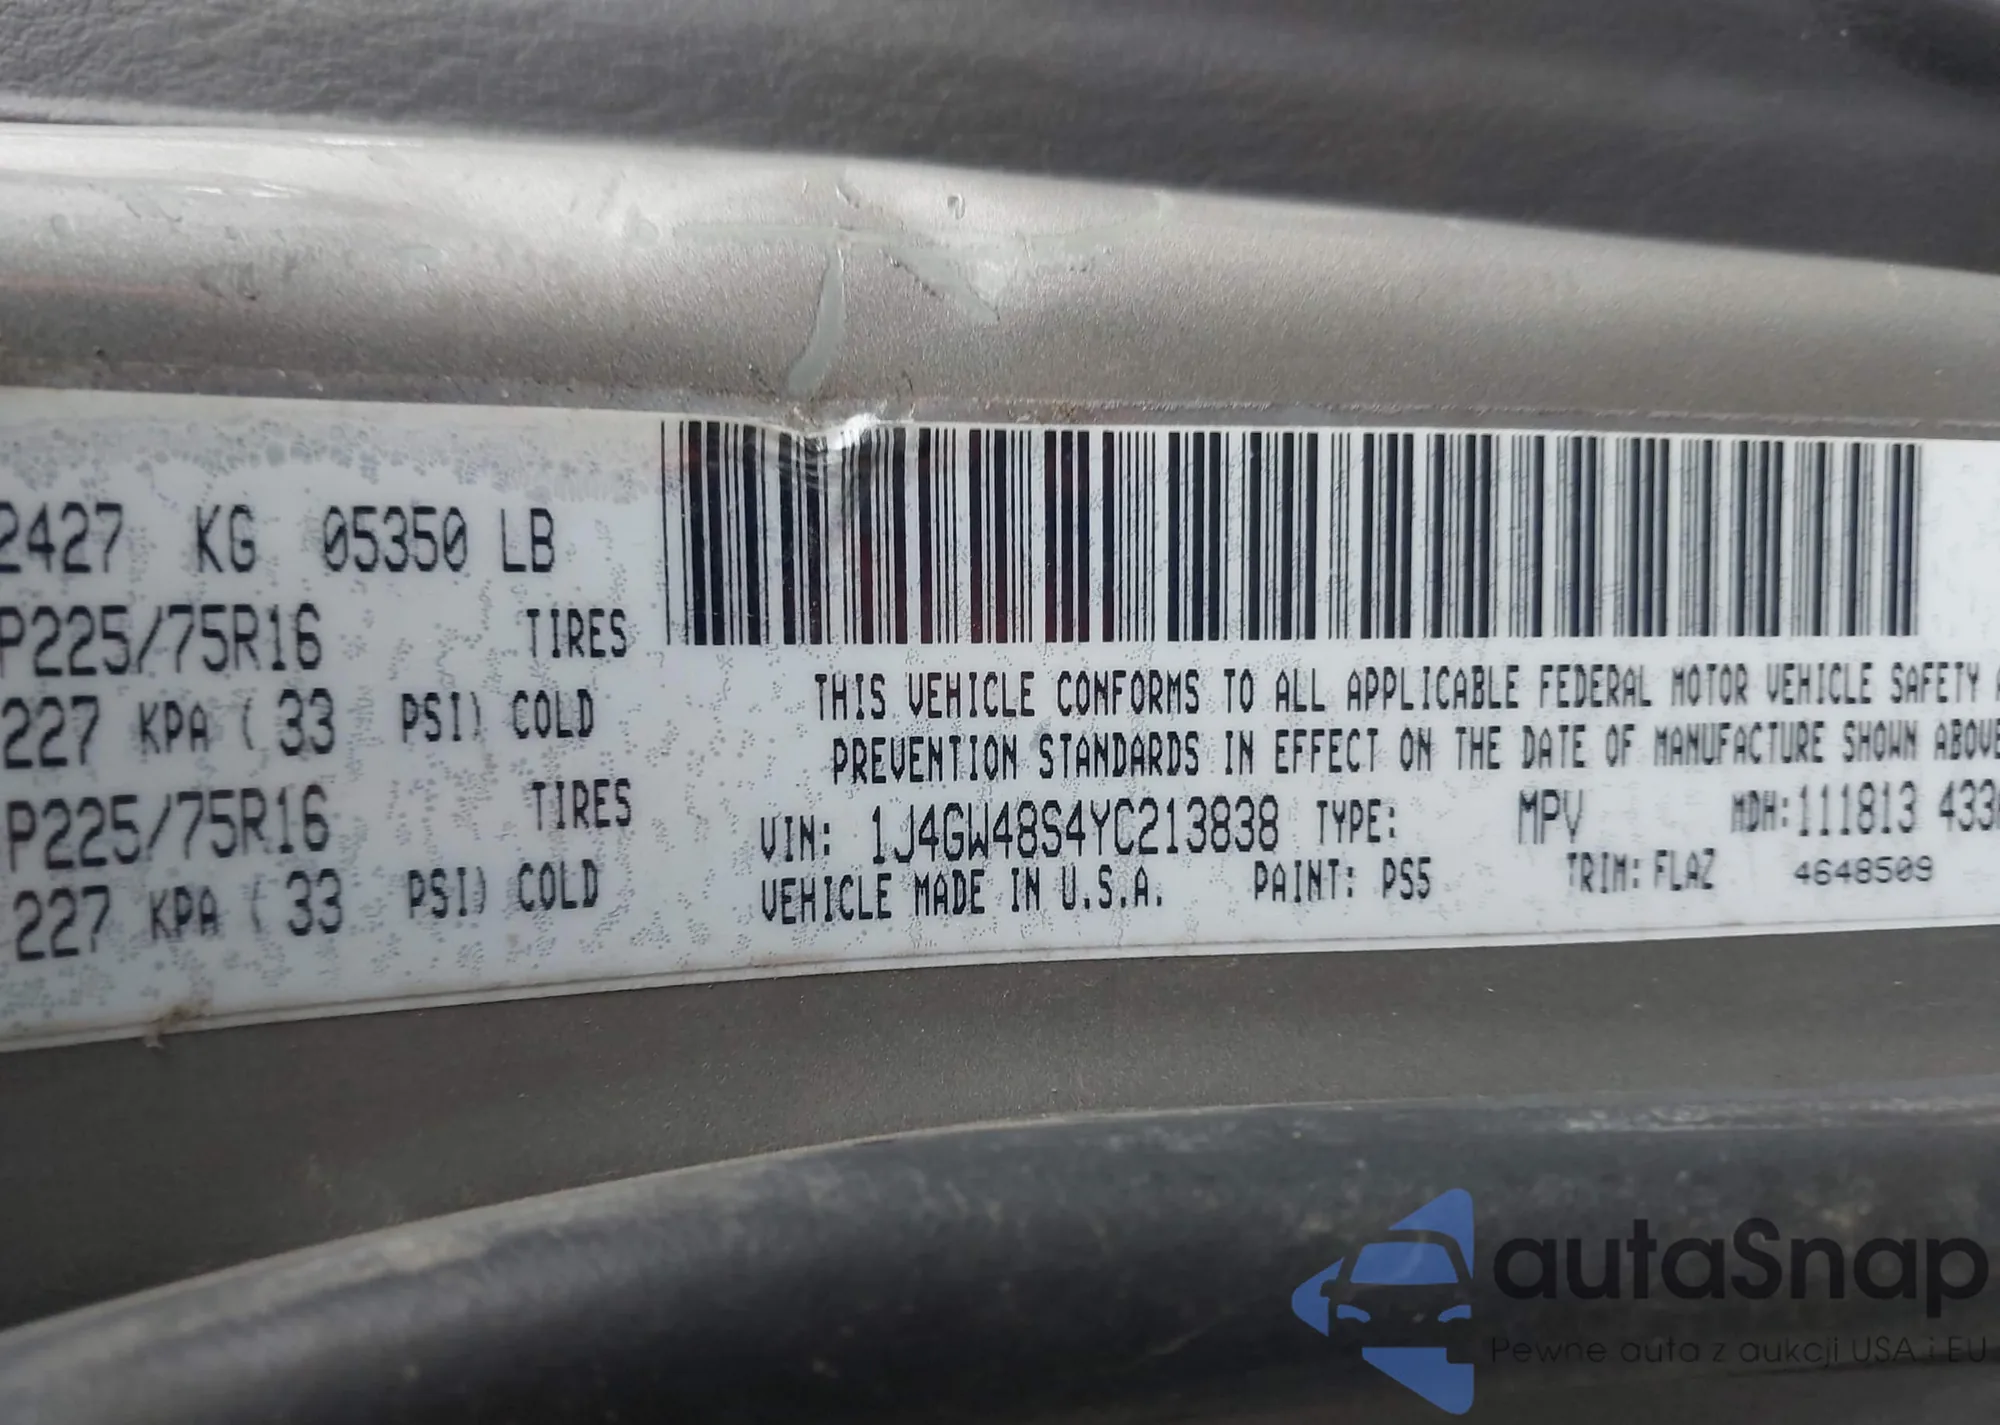 2427 KG 05350 LB
P225/75R16 TIRES
227 KPA ( 33 PSI) COLD
P225/75R16 TIRES
227 KPA ( 33 PSI) COLD
THIS VEHICLE CONFORMS TO ALL APPLICABLE FEDERAL MOTOR VEHICLE SAFETY
PREVENTION STANDARDS IN EFFECT ON THE DATE OF MANUFACTURE SHOWN ABOVE
VIN: 1J4GW48S4YC213838 TYPE: MPV MDH:111813 433
VEHICLE MADE IN U.S.A. PAINT: PS5 TRIM: FLAZ 4648509
autaSnap
Pewne auta z aukcji USA i EU